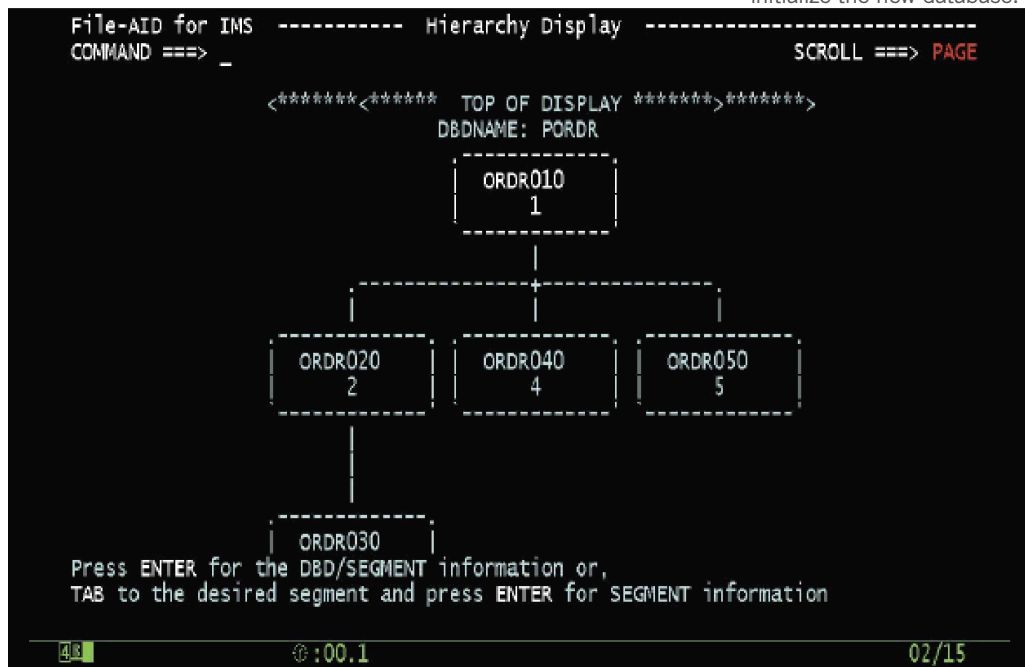 initialize the new database.
File-AID for IMS ----------- Hierarchy Display ---------------------------
COMMAND ===> _ SCROLL ===> PAGE
<*******<****** TOP OF DISPLAY *******>*******>
DBDNAME: PORDR
ORDR010
1
ORDR020 ORDR040 ORDR050
2 4 5
ORDR030
Press ENTER for the DBD/SEGMENT information or,
TAB to the desired segment and press ENTER for SEGMENT information
:00.1 02/15